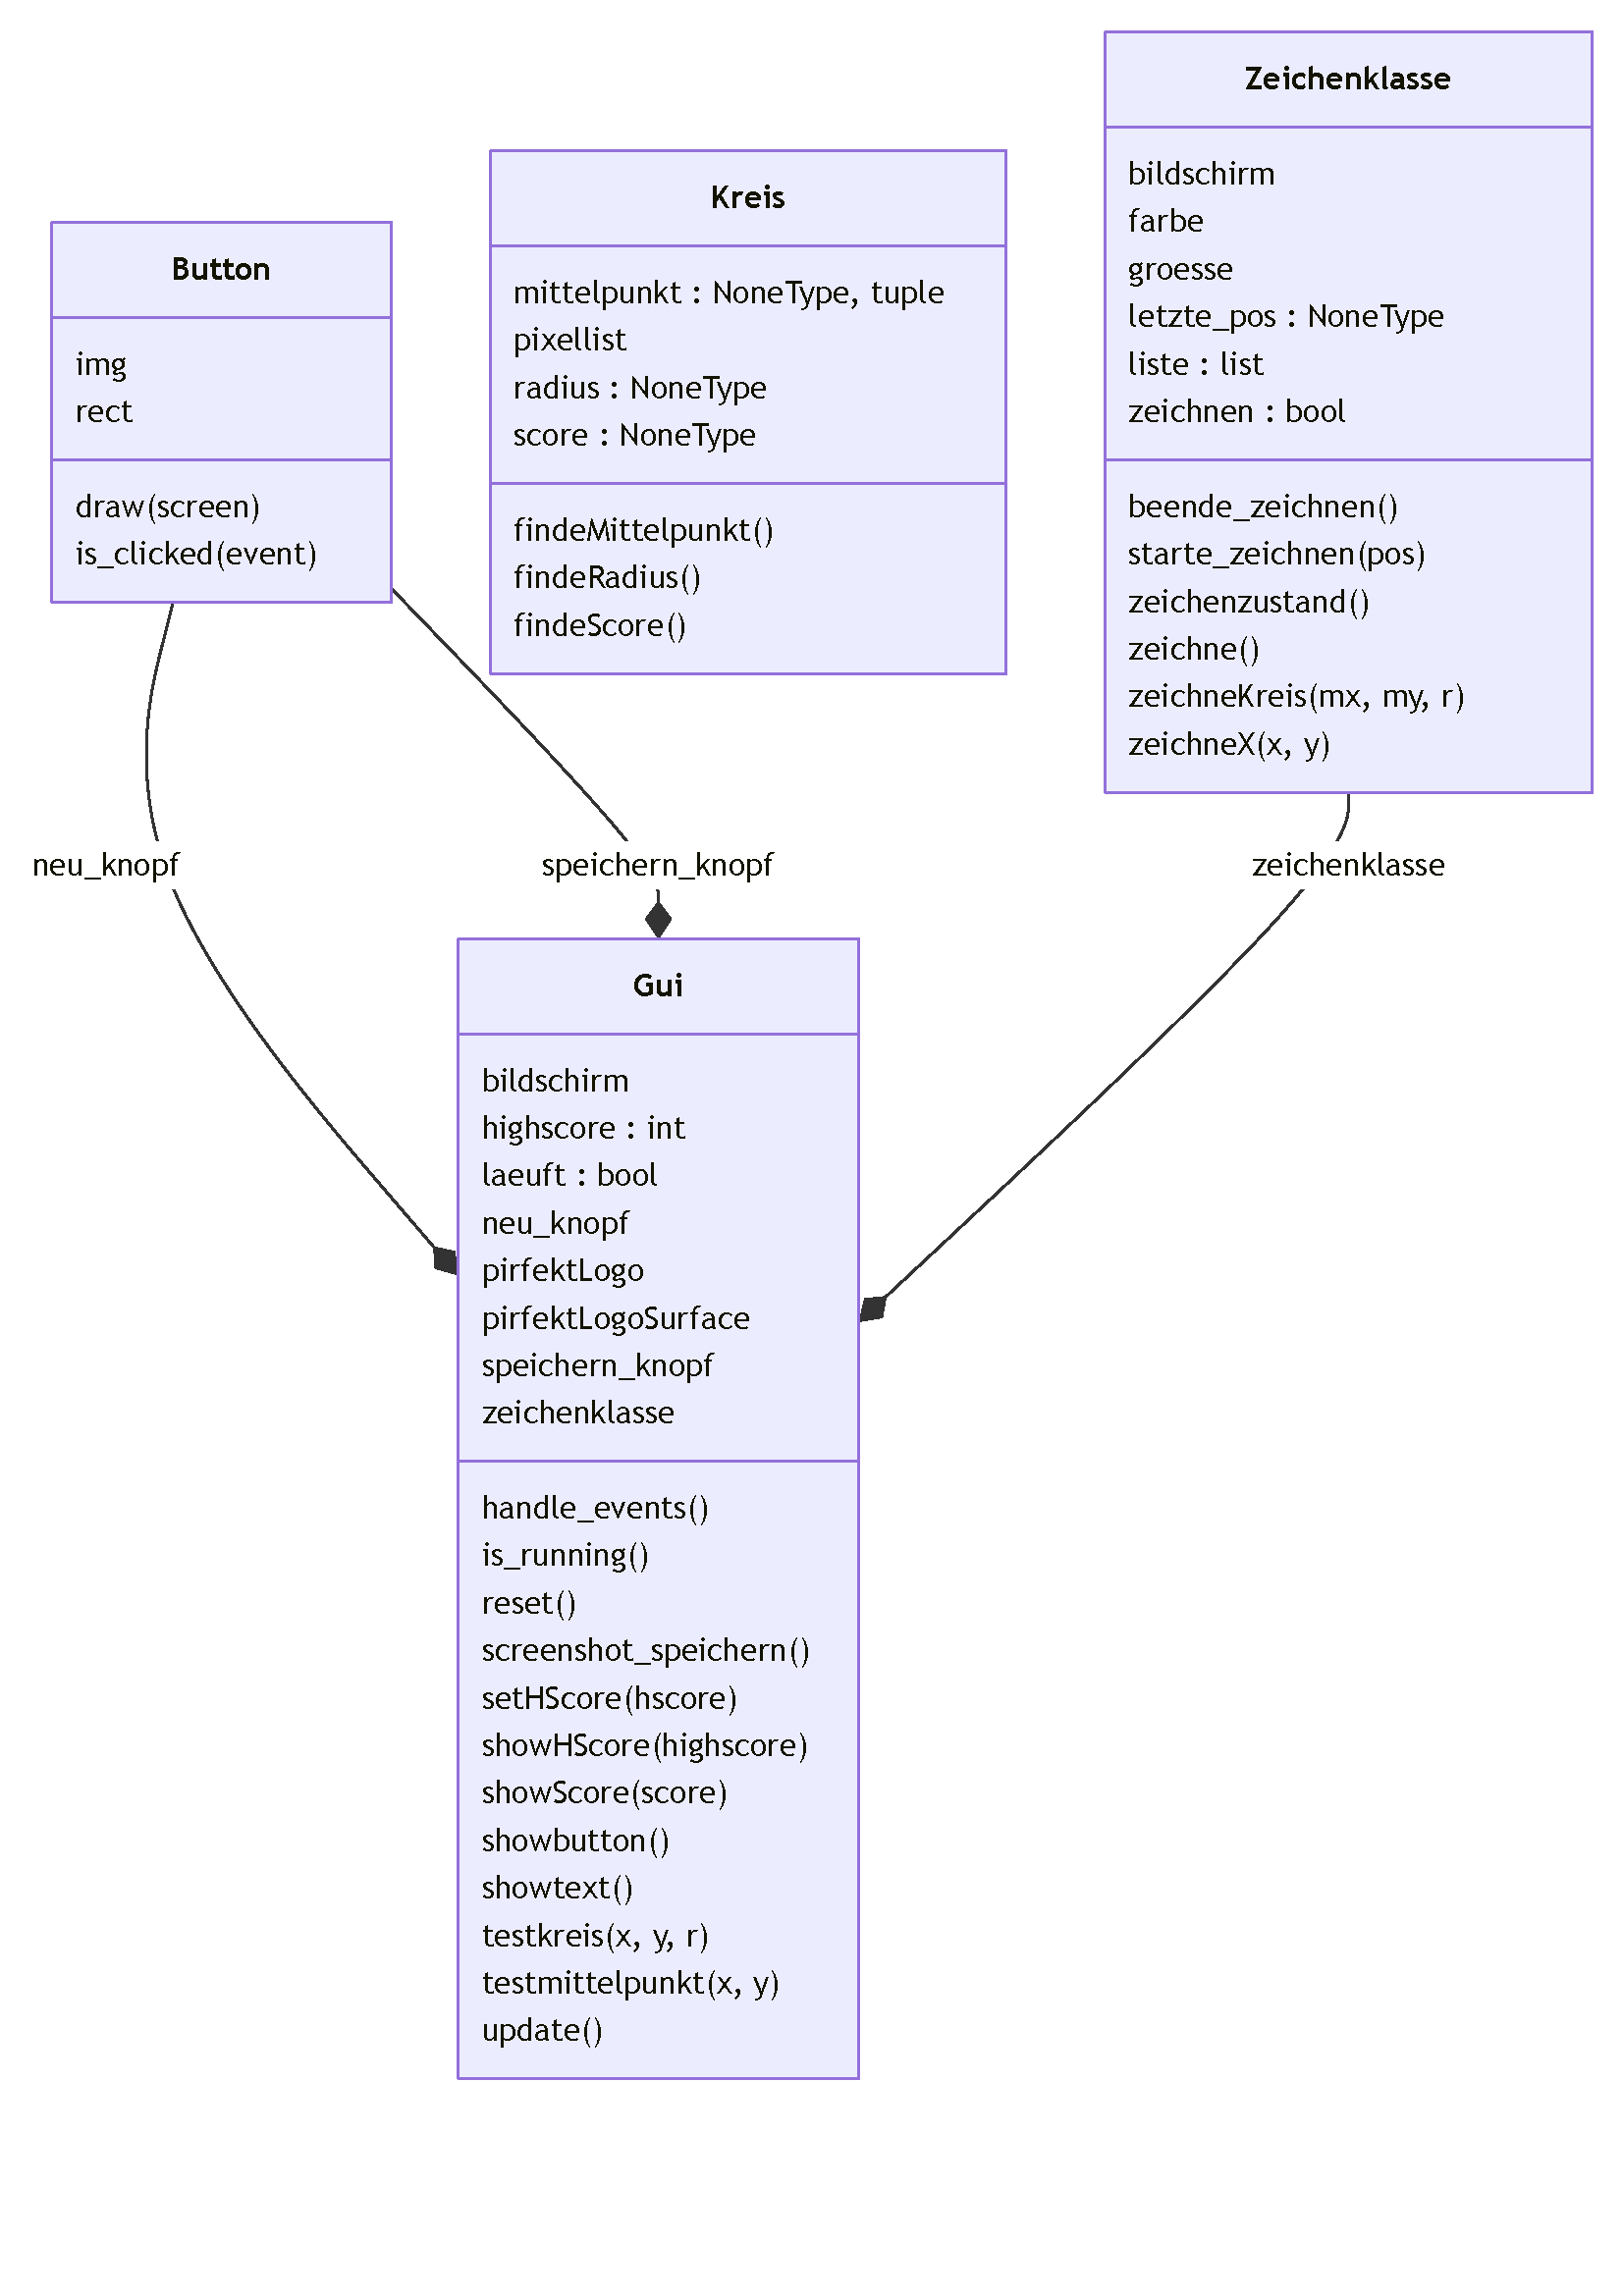 Button
img
rect
draw(screen)
is_clicked(event)
Kreis
mittelpunkt : NoneType, tuple
pixellist
radius : NoneType
score : NoneType
findeMittelpunkt()
findeRadius()
findeScore()
Zeichenklasse
bildschirm
farbe
groesse
letzte_pos : NoneType
liste : list
zeichnen : bool
beende_zeichnen()
starte_zeichnen(pos)
zeichenzustand()
zeichne()
zeichneKreis(mx, my, r)
zeichneX(x, y)
neu_knopf
speichern_knopf
zeichenklasse
Gui
bildschirm
highscore : int
laeuft : bool
neu_knopf
pirfektLogo
pirfektLogoSurface
speichern_knopf
zeichenklasse
handle_events()
is_running()
reset()
screenshot_speichern()
setHScore(hscore)
showHScore(highscore)
showScore(score)
showbutton()
showtext()
testkreis(x, y, r)
testmittelpunkt(x, y)
update()